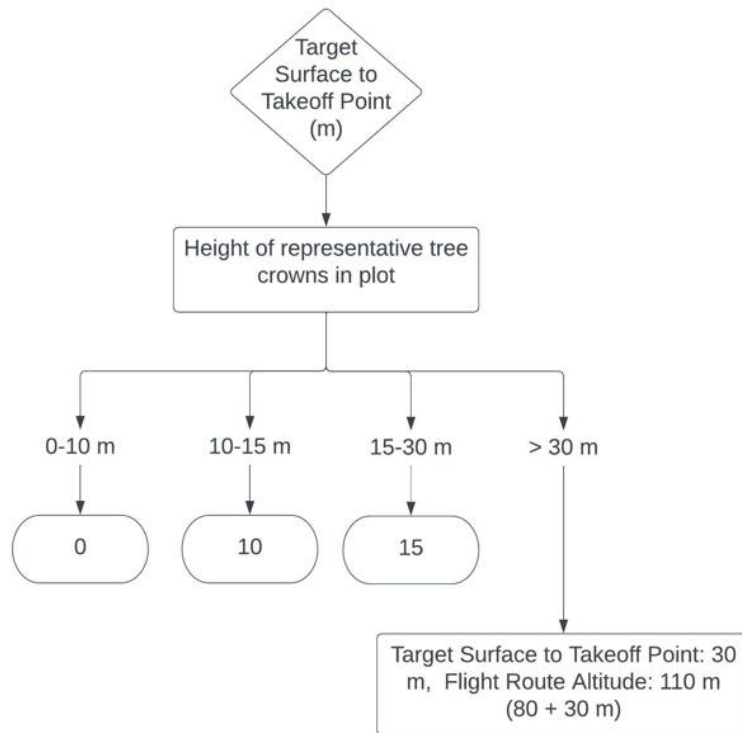 Target
Surface to
Takeoff Point
(m)
Height of representative tree
crowns in plot
0-10 m
10-15 m
15-30 m
> 30 m
0
10
15
Target Surface to Takeoff Point: 30
m,  Flight Route Altitude: 110 m
(80 + 30 m)